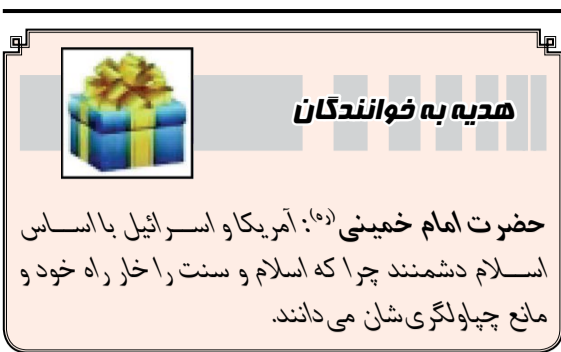 هدیه به خوانندگان
حضرت امام خمینی(ره): آمریکا و اسرائیل با اساس
اسلام دشمنند چرا که اسلام و سنت را خار راه خود و
مانع چپاولگری‌شان می‌دانند.